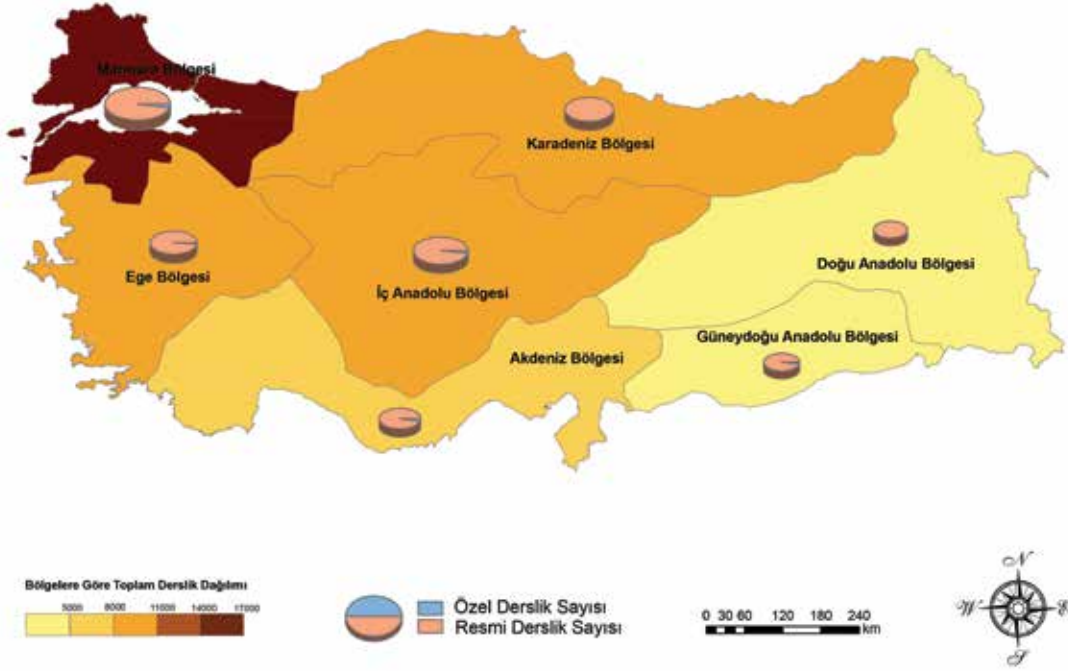 Marmara Bölgesi
Karadeniz Bölgesi
Ege Bölgesi
İç Anadolu Bölgesi
Doğu Anadolu Bölgesi
Akdeniz Bölgesi
Güneydoğu Anadolu Bölgesi
Bölgelere Göre Toplam Derslik Dağılımı
5000 8000 11000 14000 17000
Özel Derslik Sayısı
Resmi Derslik Sayısı
0 30 60 120 180 240
km
N
W E
S